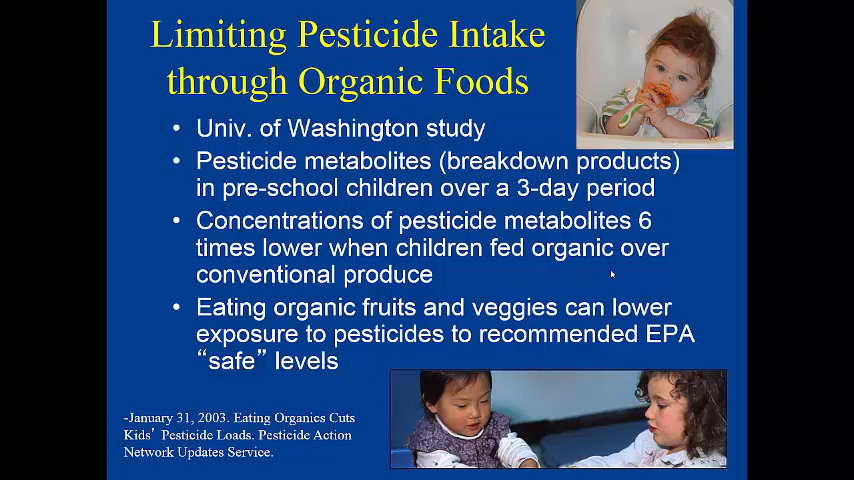 Limiting Pesticide Intake
through Organic Foods
• Univ. of Washington study
• Pesticide metabolites (breakdown products)
in pre-school children over a 3-day period
• Concentrations of pesticide metabolites 6
times lower when children fed organic over
conventional produce
• Eating organic fruits and veggies can lower
exposure to pesticides to recommended EPA
“safe” levels
-January 31, 2003. Eating Organics Cuts
Kids’ Pesticide Loads. Pesticide Action
Network Updates Service.